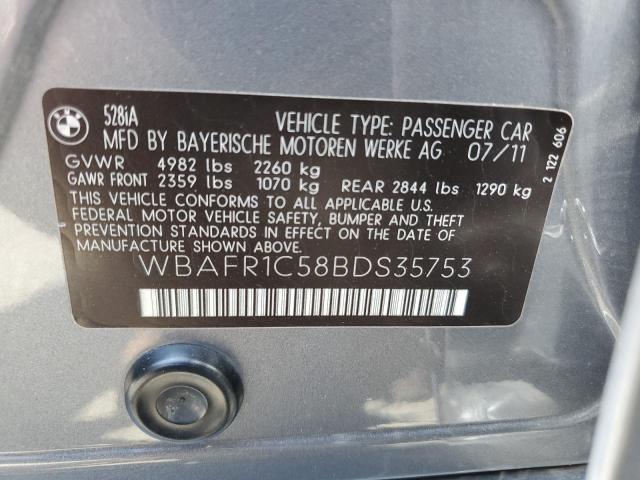 BMW
528iA
VEHICLE TYPE: PASSENGER CAR
MFD BY BAYERISCHE MOTOREN WERKE AG 07/11
GVWR 4982 lbs 2260 kg
GAWR FRONT 2359 lbs 1070 kg REAR 2844 lbs 1290 kg
THIS VEHICLE CONFORMS TO ALL APPLICABLE U.S.
FEDERAL MOTOR VEHICLE SAFETY, BUMPER AND THEFT
PREVENTION STANDARDS IN EFFECT ON THE DATE OF
MANUFACTURE SHOWN ABOVE.
WBAFR1C58BDS35753
2 122 606